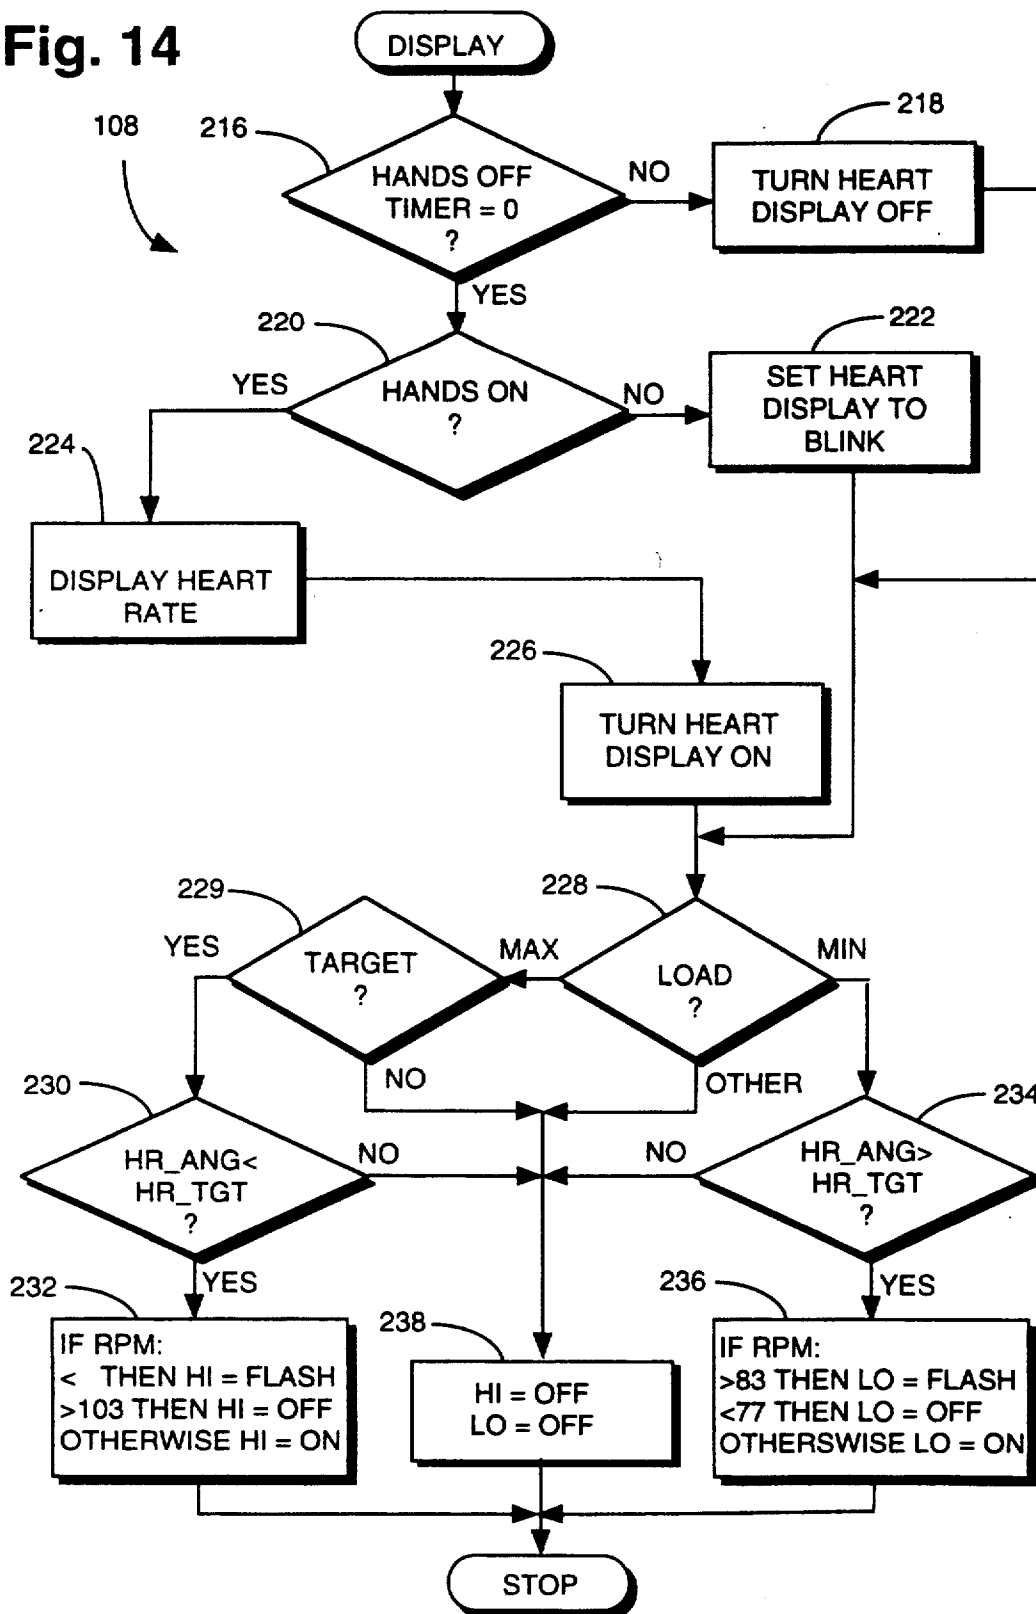 Fig. 14
DISPLAY
108
216
HANDS OFF
TIMER = 0
?
NO
218
TURN HEART
DISPLAY OFF
YES
220
HANDS ON
?
YES
NO
222
SET HEART
DISPLAY TO
BLINK
224
DISPLAY HEART
RATE
226
TURN HEART
DISPLAY ON
228
LOAD
?
MAX
MIN
OTHER
229
TARGET
?
YES
NO
230
HR_ANG<
HR_TGT
?
NO
YES
234
HR_ANG>
HR_TGT
?
NO
YES
232
IF RPM:
< THEN HI = FLASH
>103 THEN HI = OFF
OTHERWISE HI = ON
238
HI = OFF
LO = OFF
236
IF RPM:
>83 THEN LO = FLASH
<77 THEN LO = OFF
OTHERSWISE LO = ON
STOP